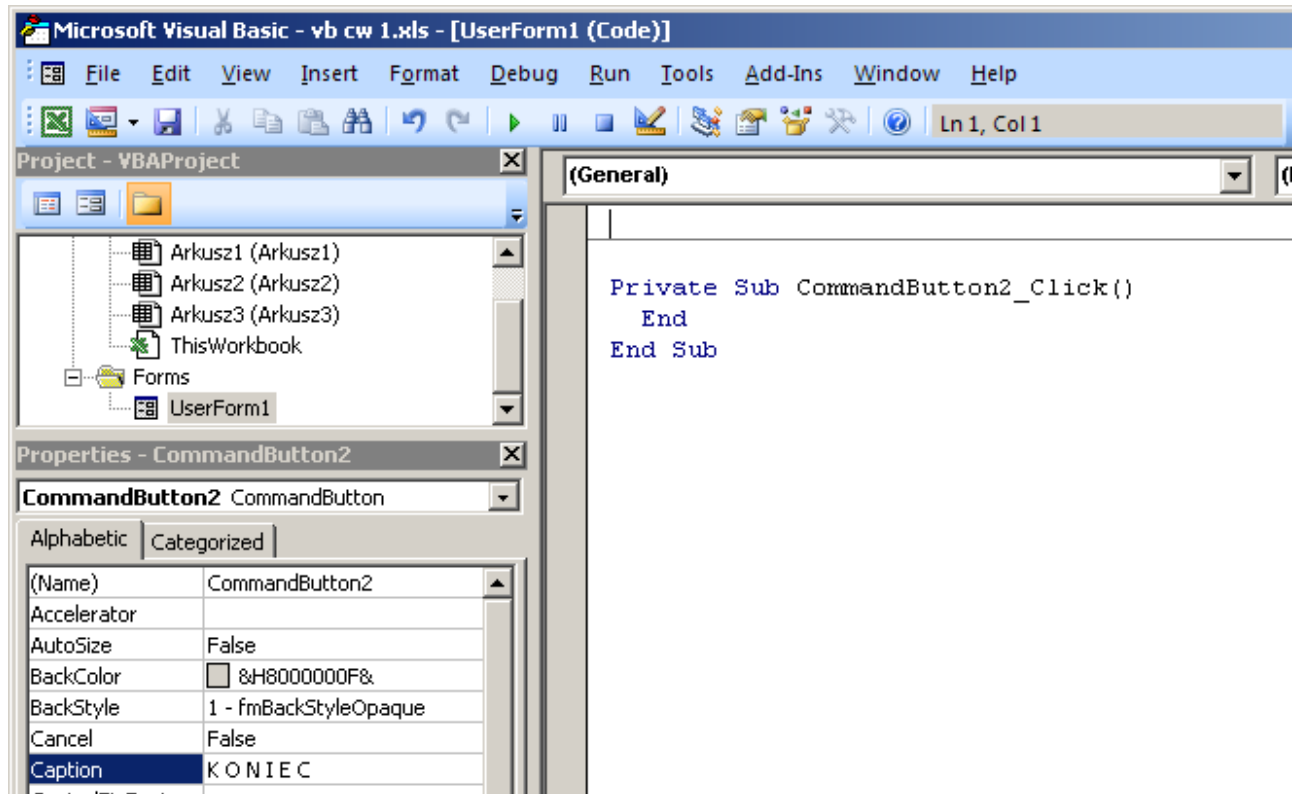 Microsoft Visual Basic - vb cw 1.xls - [UserForm1 (Code)]
File Edit View Insert Format Debug Run Tools Add-Ins Window Help
Ln 1, Col 1
Project - VBAProject
Arkusz1 (Arkusz1)
Arkusz2 (Arkusz2)
Arkusz3 (Arkusz3)
ThisWorkbook
Forms
UserForm1
Properties - CommandButton2
CommandButton2 CommandButton
Alphabetic Categorized
(Name) CommandButton2
Accelerator
AutoSize False
BackColor &H8000000F&
BackStyle 1 - fmBackStyleOpaque
Cancel False
Caption K O N I E C
(General)
Private Sub CommandButton2_Click()
End
End Sub